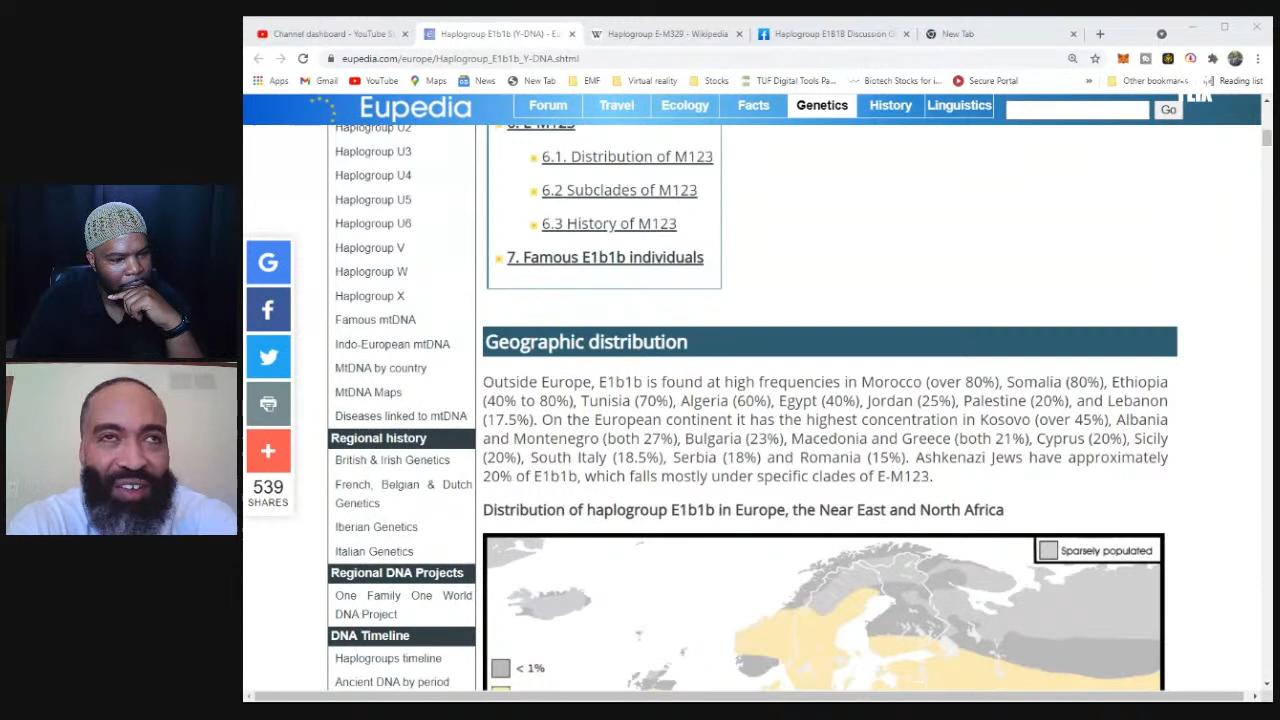 Channel dashboard - YouTube S
Haplogroup E1b1b (Y-DNA) - Eu
Haplogroup E-M329 - Wikipedia
Haplogroup E1B1B Discussion G
New Tab
eupedia.com/europe/Haplogroup_E1b1b_Y-DNA.shtml
Apps
Gmail
YouTube
Maps
News
New Tab
EMF
Virtual reality
Stocks
TUF Digital Tools Pa...
Biotech Stocks for i...
Secure Portal
Other bookmarks
Reading list
Eupedia
Forum
Travel
Ecology
Facts
Genetics
History
Linguistics
Go
Haplogroup U2
Haplogroup U3
Haplogroup U4
Haplogroup U5
Haplogroup U6
Haplogroup V
Haplogroup W
Haplogroup X
Famous mtDNA
Indo-European mtDNA
MtDNA by country
MtDNA Maps
Diseases linked to mtDNA
Regional history
British & Irish Genetics
French, Belgian & Dutch
Genetics
Iberian Genetics
Italian Genetics
Regional DNA Projects
One Family One World
DNA Project
DNA Timeline
Haplogroups timeline
Ancient DNA by period
G
f
+
539
SHARES
6. E-M123
6.1. Distribution of M123
6.2 Subclades of M123
6.3 History of M123
7. Famous E1b1b individuals
Geographic distribution
Outside Europe, E1b1b is found at high frequencies in Morocco (over 80%), Somalia (80%), Ethiopia
(40% to 80%), Tunisia (70%), Algeria (60%), Egypt (40%), Jordan (25%), Palestine (20%), and Lebanon
(17.5%). On the European continent it has the highest concentration in Kosovo (over 45%), Albania
and Montenegro (both 27%), Bulgaria (23%), Macedonia and Greece (both 21%), Cyprus (20%), Sicily
(20%), South Italy (18.5%), Serbia (18%) and Romania (15%). Ashkenazi Jews have approximately
20% of E1b1b, which falls mostly under specific clades of E-M123.
Distribution of haplogroup E1b1b in Europe, the Near East and North Africa
Sparsely populated
< 1%